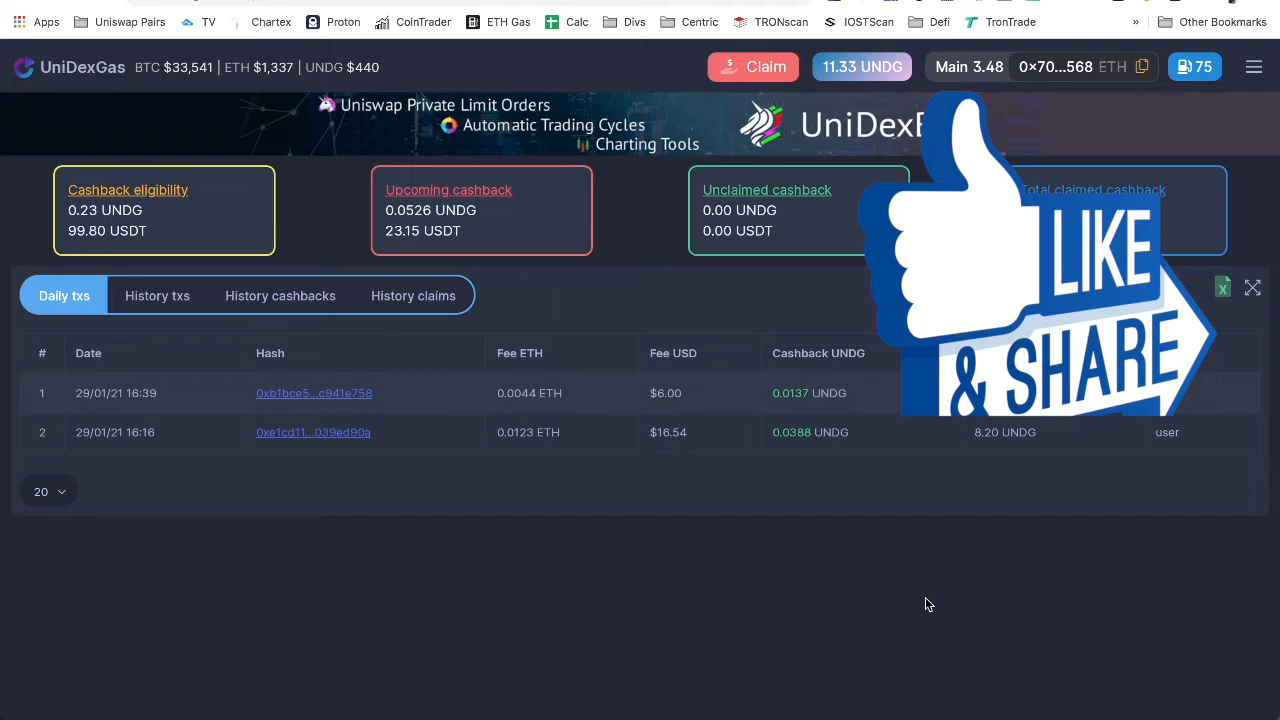 Apps Uniswap Pairs TV Chartex Proton CoinTrader ETH Gas Calc Divs Centric TRONscan IOSTScan Defi TronTrade » Other Bookmarks
UniDexGas BTC $33,541 | ETH $1,337 | UNDG $440 Claim 11.33 UNDG Main 3.48 0×70...568 ETH 75
Uniswap Private Limit Orders
Automatic Trading Cycles
Charting Tools
Cashback eligibility
0.23 UNDG
99.80 USDT
Upcoming cashback
0.0526 UNDG
23.15 USDT
Unclaimed cashback
0.00 UNDG
0.00 USDT
Total claimed cashback
LIKE
& SHARE
Daily txs History txs History cashbacks History claims
# Date Hash Fee ETH Fee USD Cashback UNDG
1 29/01/21 16:39 0xb1bce5...c941e758 0.0044 ETH $6.00 0.0137 UNDG
2 29/01/21 16:16 0xe1cd11...039ed90a 0.0123 ETH $16.54 0.0388 UNDG 8.20 UNDG user
20